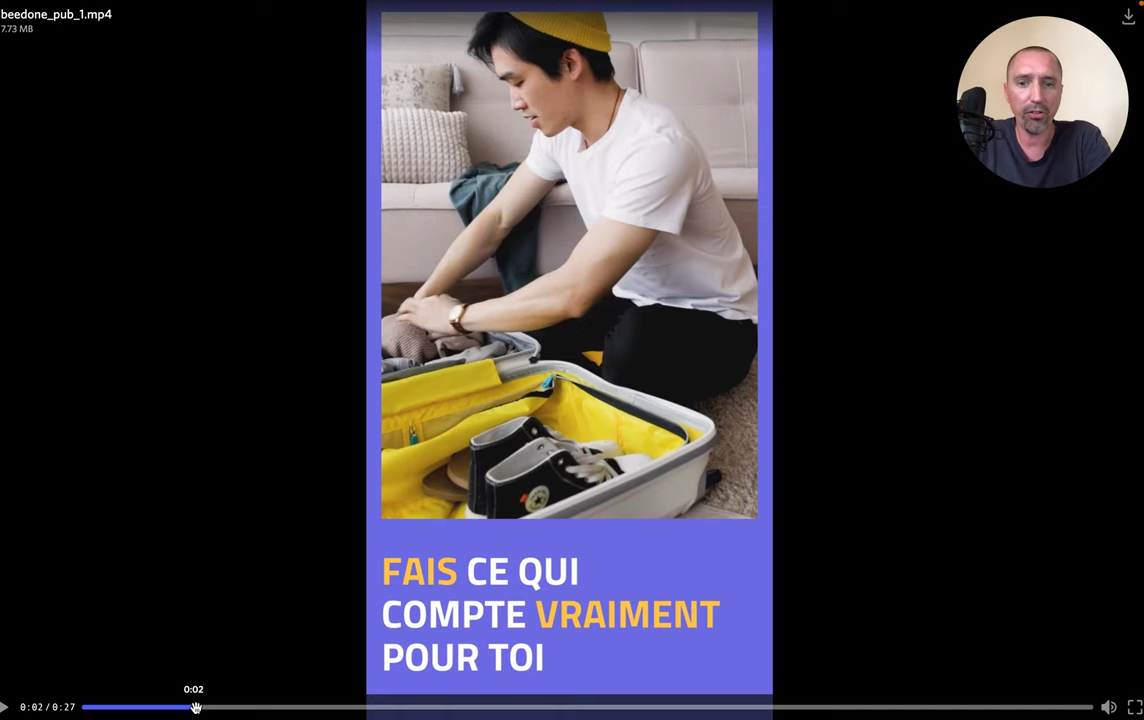 beedone_pub_1.mp4
7.73 MB
FAIS CE QUI
COMPTE VRAIMENT
POUR TOI
0:02
0:02 / 0:27